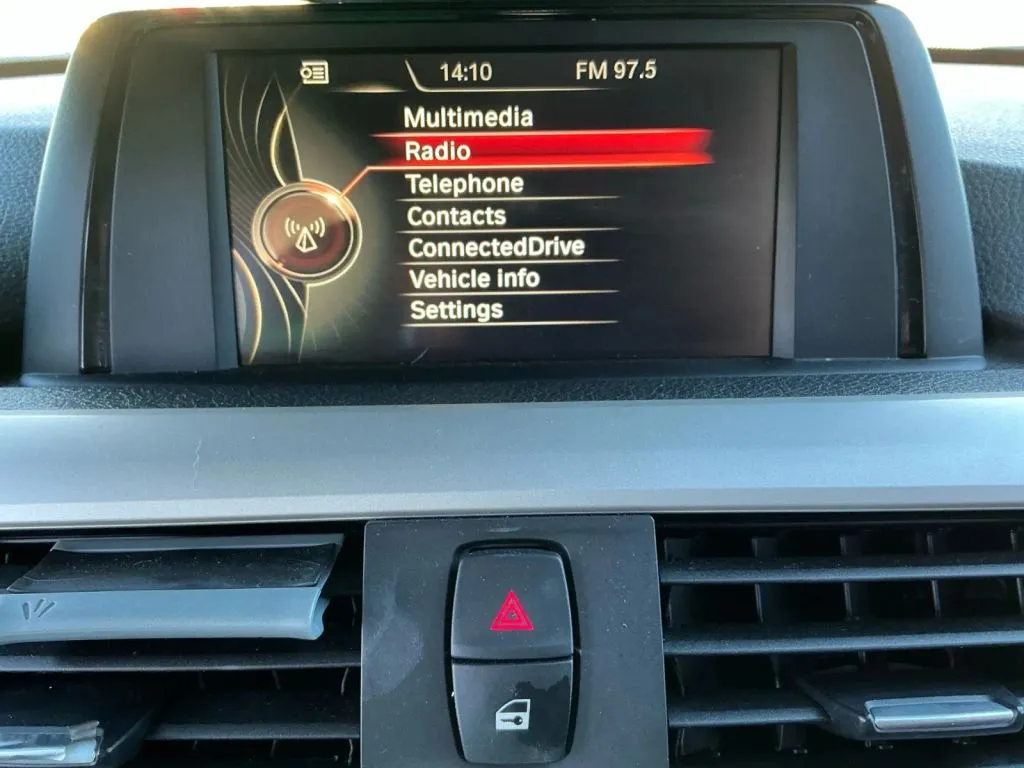 14:10 FM 97.5
Multimedia
Radio
Telephone
Contacts
ConnectedDrive
Vehicle info
Settings